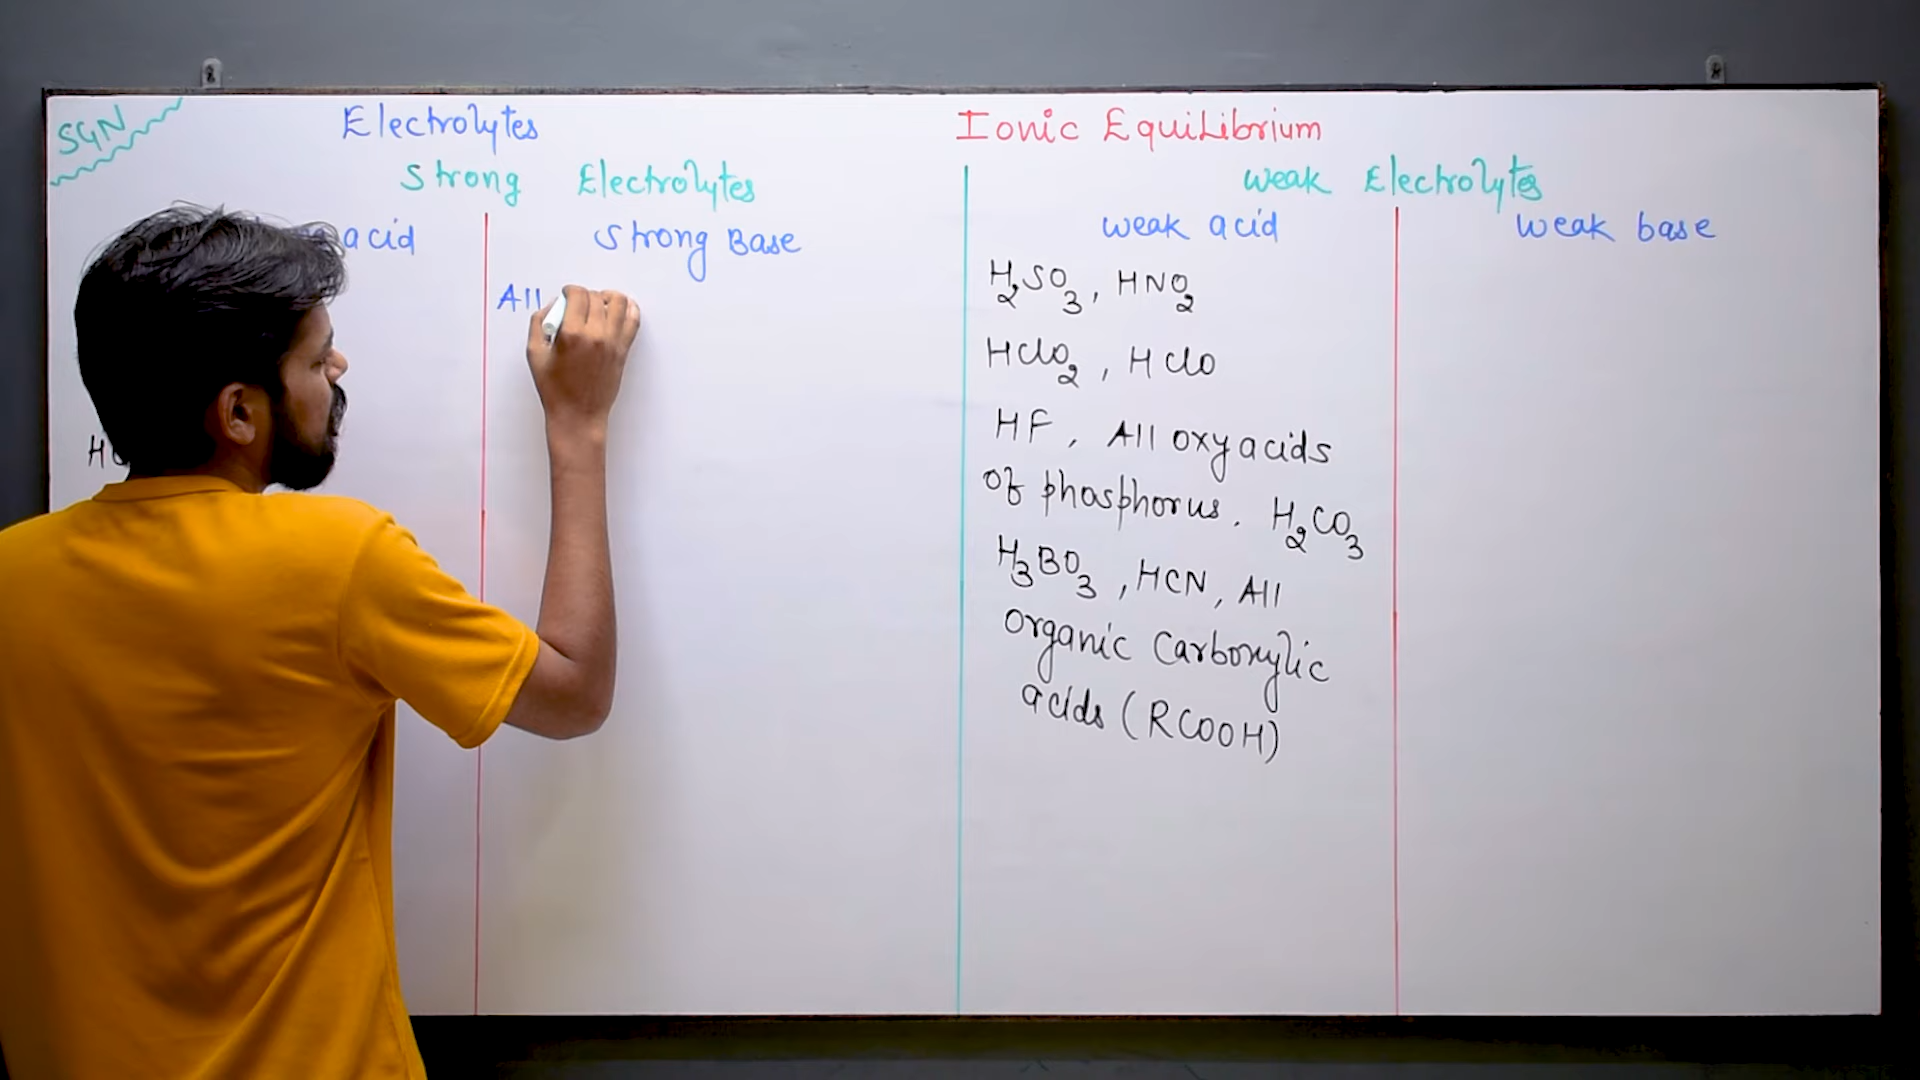 SGN
Electrolytes
Ionic EquiLibrium
Strong Electrolytes
weak Electrolytes
acid
Strong Base
weak acid
weak base
All
H₂SO₃, HNO₂
HClO₂, HClO
HF, All oxyacids
of phosphorus. H₂CO₃
H₃BO₃, HCN, All
organic Carboxylic
acids (RCOOH)